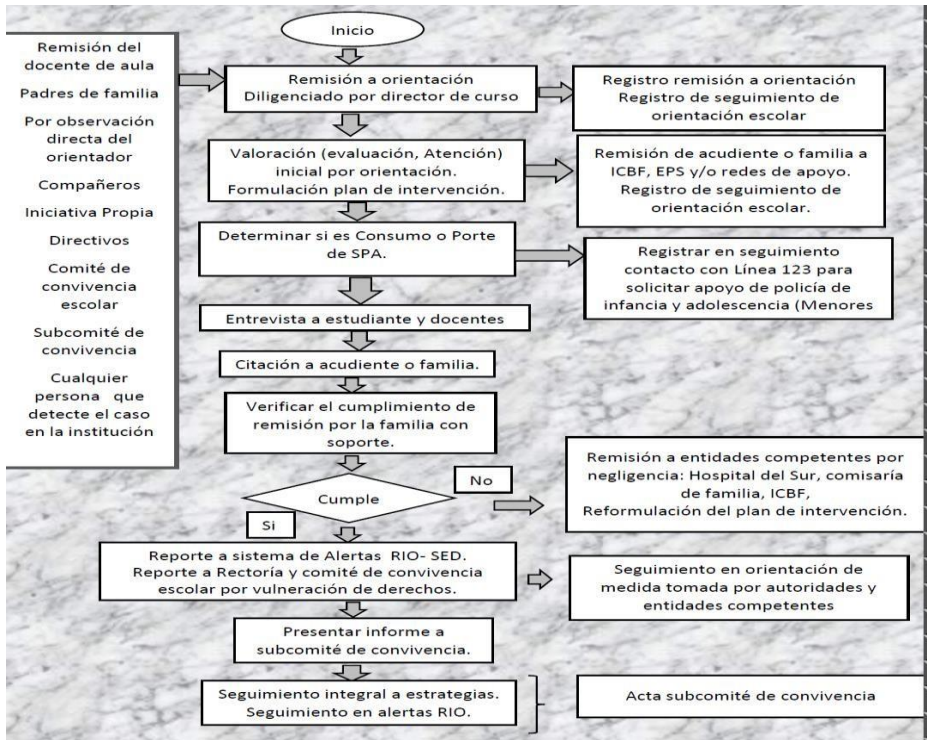 Remisión del
docente de aula
Padres de familia
Por observación
directa del
orientador
Compañeros
Iniciativa Propia
Directivos
Comité de
convivencia
escolar
Subcomité de
convivencia
Cualquier
persona que
detecte el caso
en la institución
Inicio
Remisión a orientación
Diligenciado por director de curso
Registro remisión a orientación
Registro de seguimiento de
orientación escolar
Valoración (evaluación, Atención)
inicial por orientación.
Formulación plan de intervención.
Remisión de acudiente o familia a
ICBF, EPS y/o redes de apoyo.
Registro de seguimiento de
orientación escolar.
Determinar si es Consumo o Porte
de SPA.
Registrar en seguimiento
contacto con Línea 123 para
solicitar apoyo de policía de
infancia y adolescencia (Menores
Entrevista a estudiante y docentes
Citación a acudiente o familia.
Verificar el cumplimiento de
remisión por la familia con
soporte.
Cumple
No
Remisión a entidades competentes por
negligencia: Hospital del Sur, comisaría
de familia, ICBF,
Reformulación del plan de intervención.
Si
Reporte a sistema de Alertas RIO- SED.
Reporte a Rectoría y comité de convivencia
escolar por vulneración de derechos.
Seguimiento en orientación de
medida tomada por autoridades y
entidades competentes
Presentar informe a
subcomité de convivencia.
Seguimiento integral a estrategias.
Seguimiento en alertas RIO.
Acta subcomité de convivencia